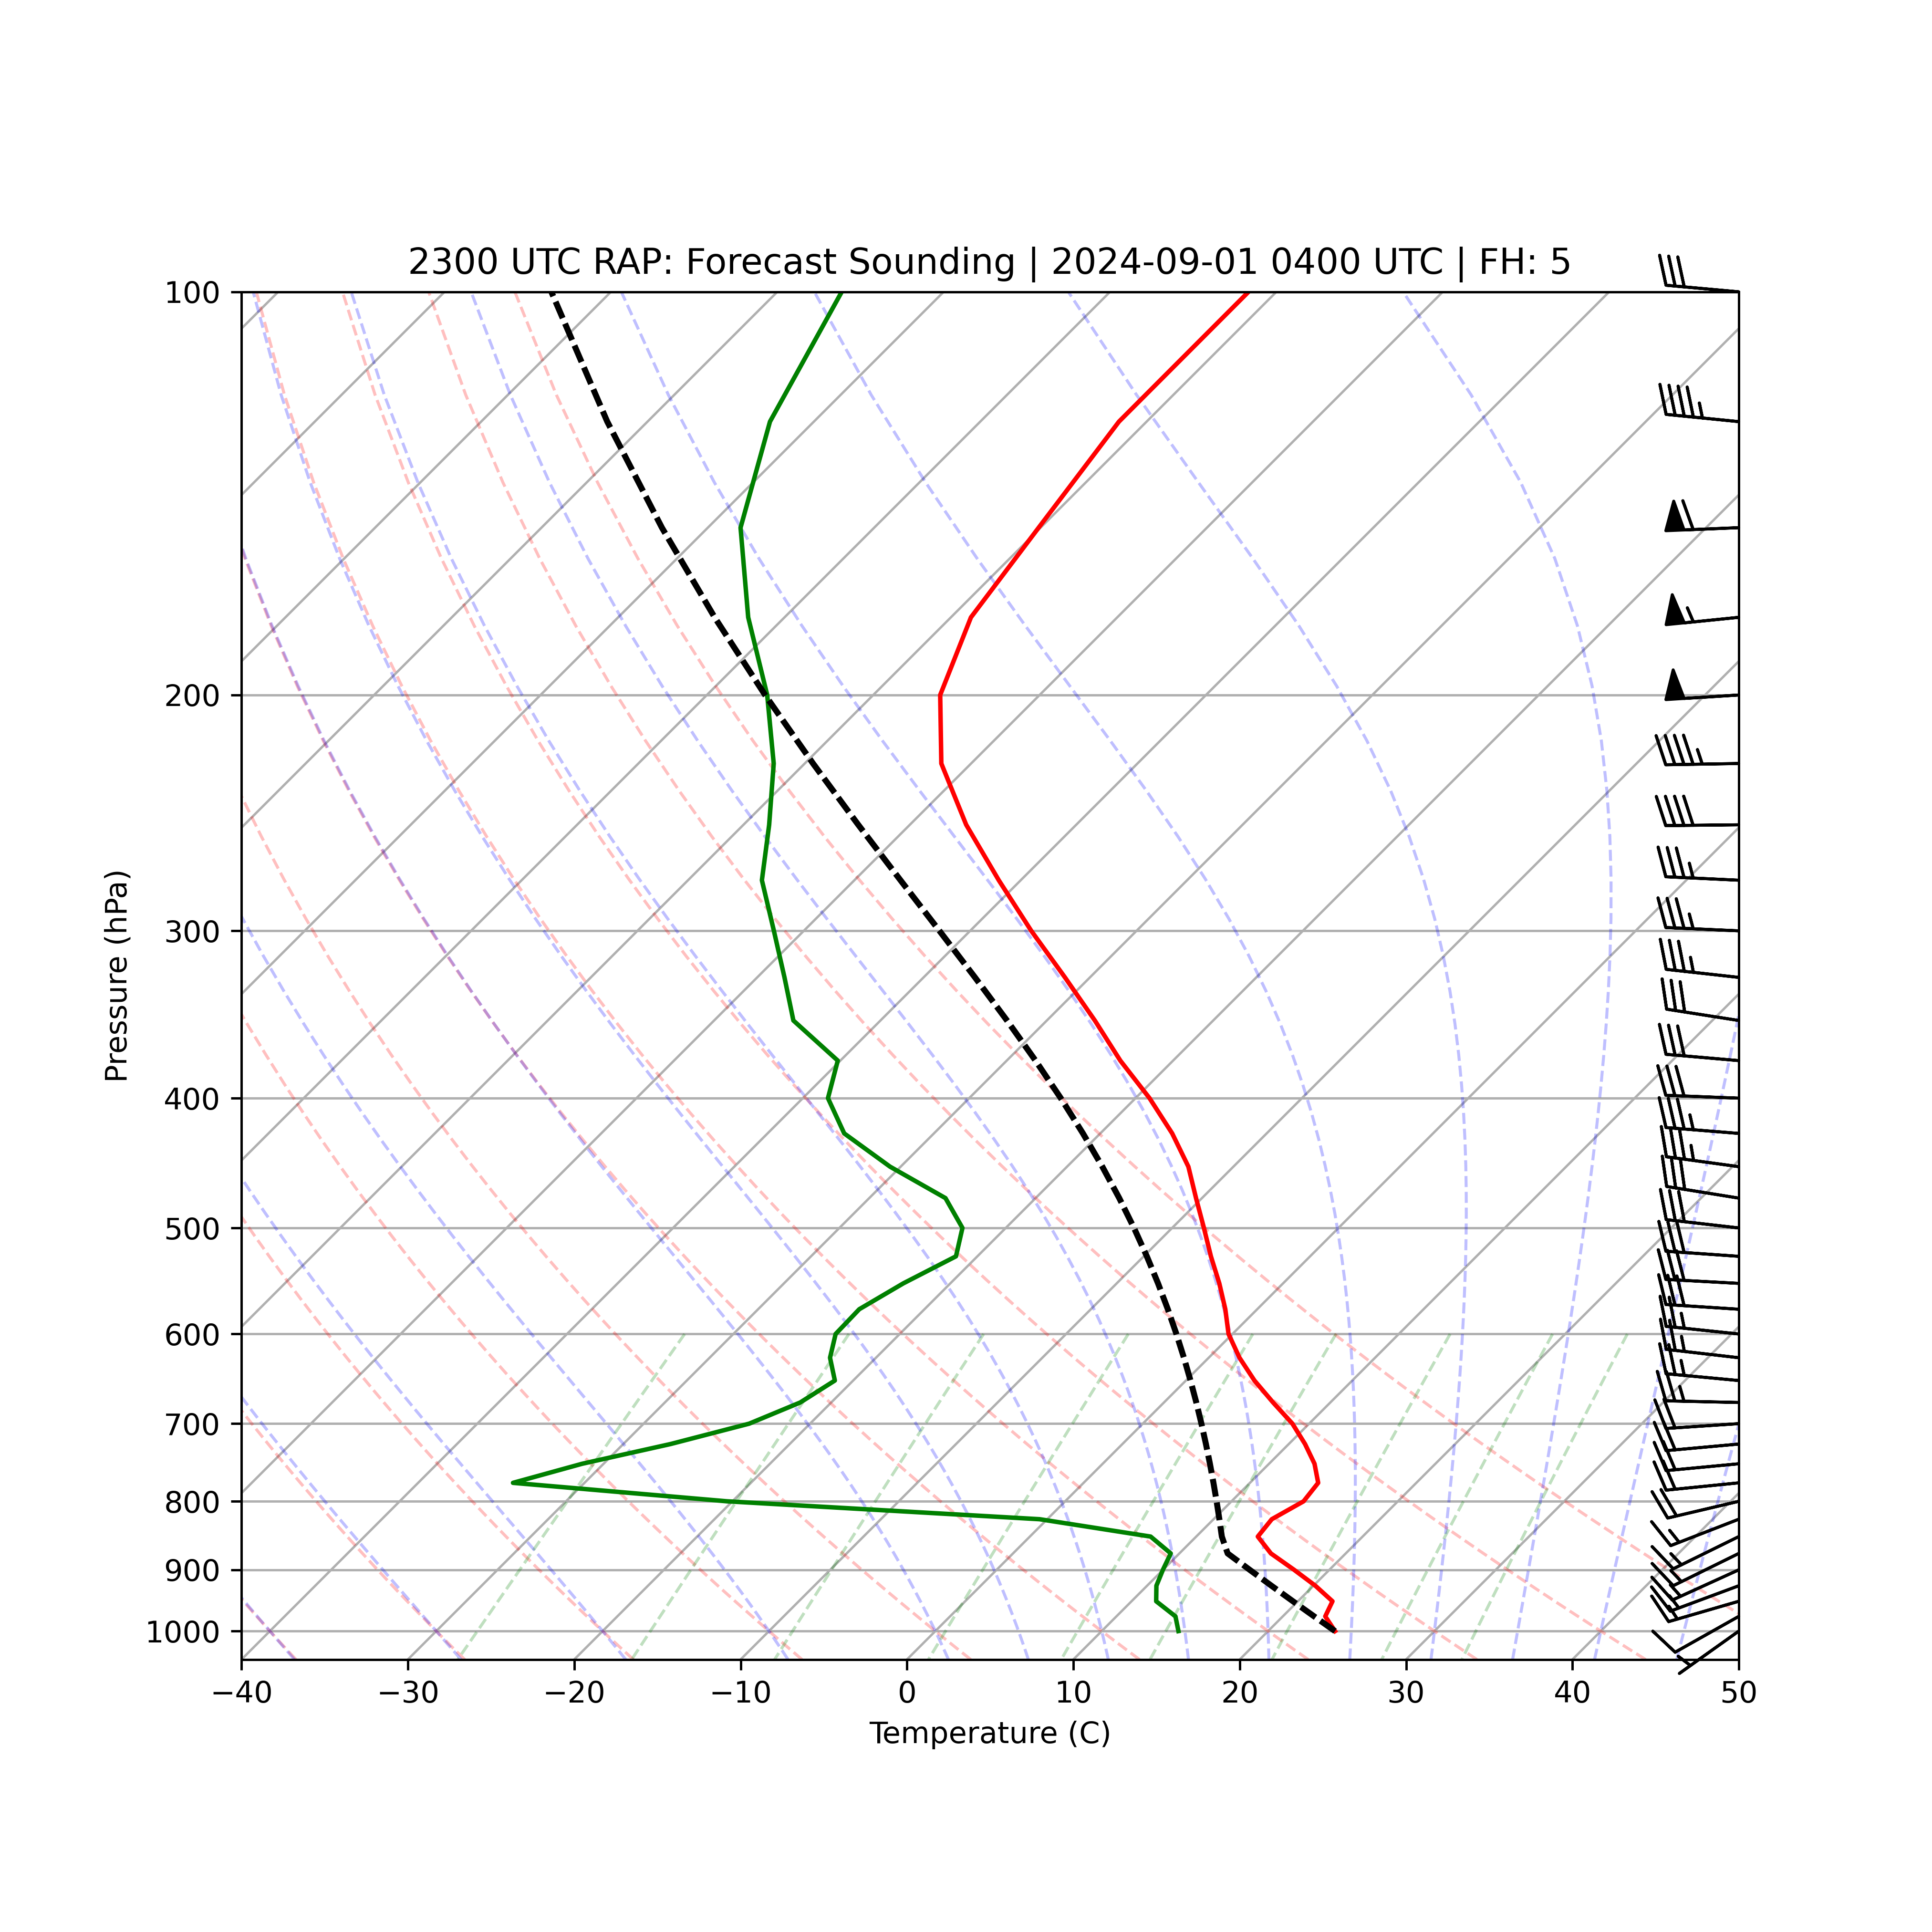 2300 UTC RAP: Forecast Sounding | 2024-09-01 0400 UTC | FH: 5
100
200
300
400
500
600
700
800
900
1000
Pressure (hPa)
−40 −30 −20 −10 0 10 20 30 40 50
Temperature (C)